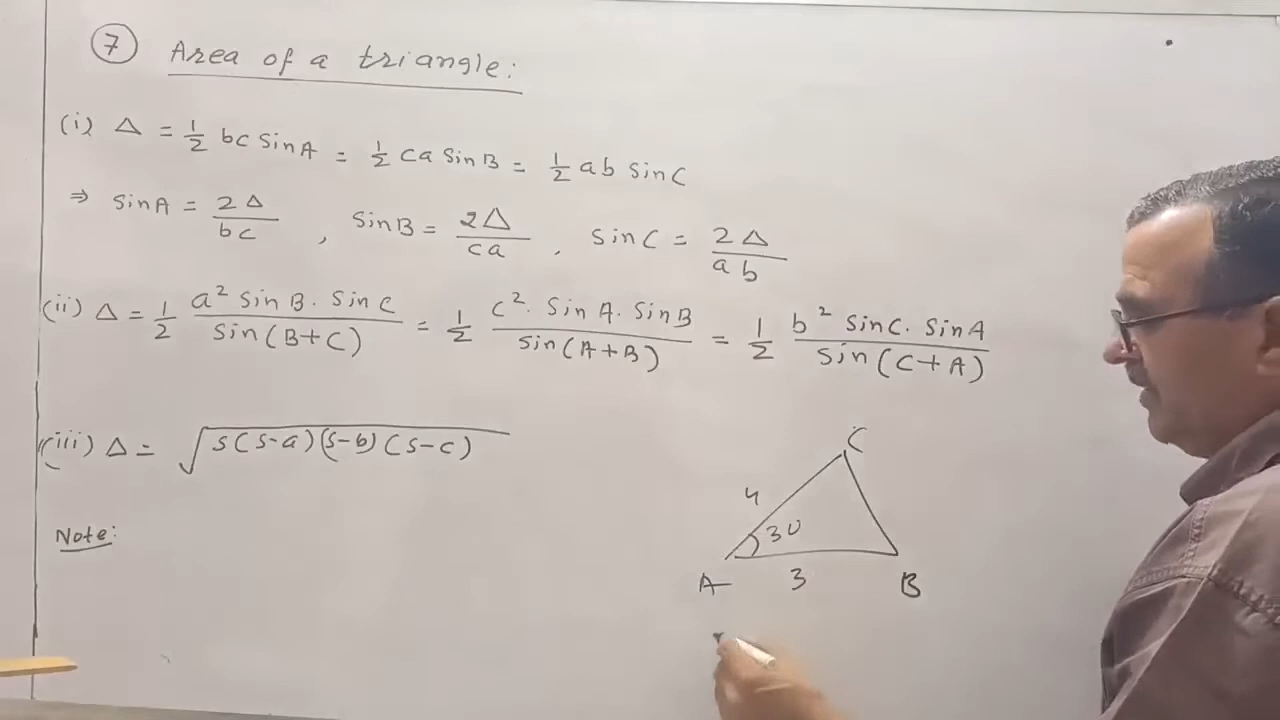 ⑦ Area of a triangle:
(i) Δ = 1/2 bc sinA = 1/2 ca sinB = 1/2 ab sinC
⇒ sinA = 2Δ/bc , sinB = 2Δ/ca , sinC = 2Δ/ab
(ii) Δ = 1/2 a² sin B. sin C/sin(B+C) = 1/2 c². sin A. sinB/sin(A+B) = 1/2 b² sinC. sinA/sin(C+A)
(iii) Δ = √s(s-a)(s-b)(s-c)
Note:
C
4
30
A 3 B